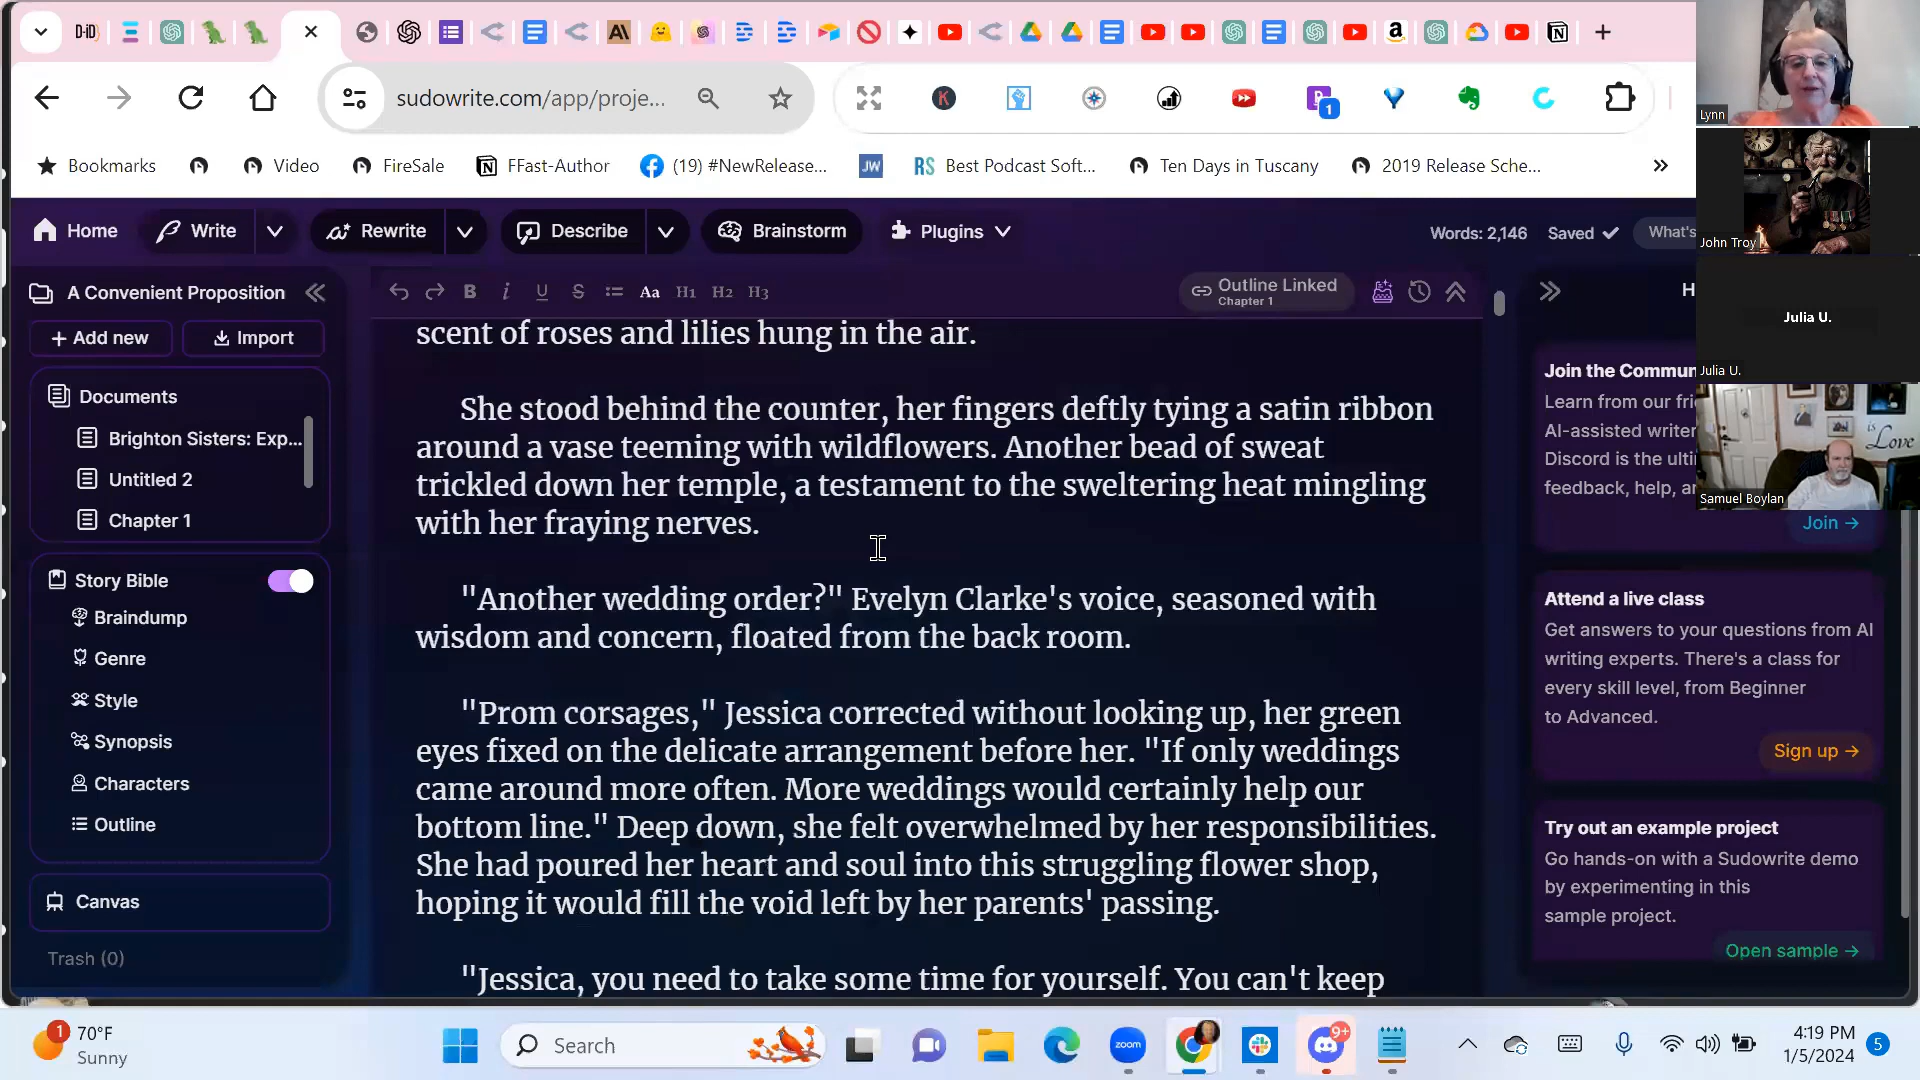 D-iD
sudowrite.com/app/proje...
1
Bookmarks
Video
FireSale
FFast-Author
(19) #NewRelease...
JW
RS Best Podcast Soft...
Ten Days in Tuscany
2019 Release Sche...
Home
Write
Rewrite
Describe
Brainstorm
Plugins
Words: 2,146
Saved
What's
A Convenient Proposition
+ Add new
Import
Documents
Brighton Sisters: Exp...
Untitled 2
Chapter 1
Story Bible
Braindump
Genre
Style
Synopsis
Characters
Outline
Canvas
Trash (0)
B i U S Aa H1 H2 H3
Outline Linked
Chapter 1
scent of roses and lilies hung in the air.
She stood behind the counter, her fingers deftly tying a satin ribbon
around a vase teeming with wildflowers. Another bead of sweat
trickled down her temple, a testament to the sweltering heat mingling
with her fraying nerves.
"Another wedding order?" Evelyn Clarke's voice, seasoned with
wisdom and concern, floated from the back room.
"Prom corsages," Jessica corrected without looking up, her green
eyes fixed on the delicate arrangement before her. "If only weddings
came around more often. More weddings would certainly help our
bottom line." Deep down, she felt overwhelmed by her responsibilities.
She had poured her heart and soul into this struggling flower shop,
hoping it would fill the void left by her parents' passing.
"Jessica, you need to take some time for yourself. You can't keep
H
Join the Commun
Learn from our fri
AI-assisted writer
Discord is the ulti
feedback, help, a
Join →
Attend a live class
Get answers to your questions from AI
writing experts. There's a class for
every skill level, from Beginner
to Advanced.
Sign up →
Try out an example project
Go hands-on with a Sudowrite demo
by experimenting in this
sample project.
Open sample →
Lynn
John Troy
Julia U.
Julia U.
is
Love
Samuel Boylan
1
70°F
Sunny
Search
zoom
9+
4:19 PM
1/5/2024
5